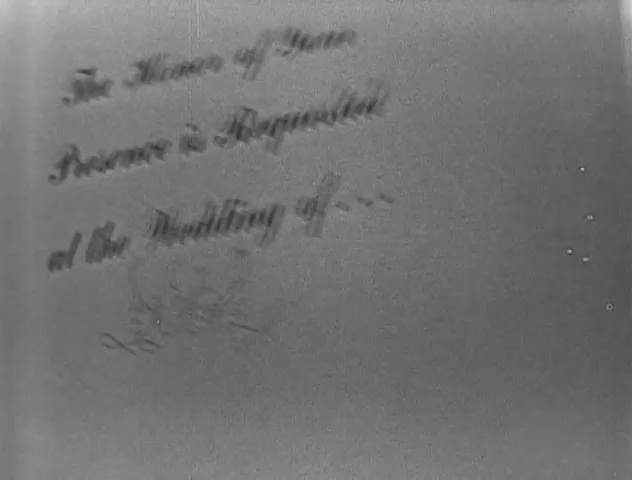 The Honor of Your
Presence is Requested
at the Wedding of...